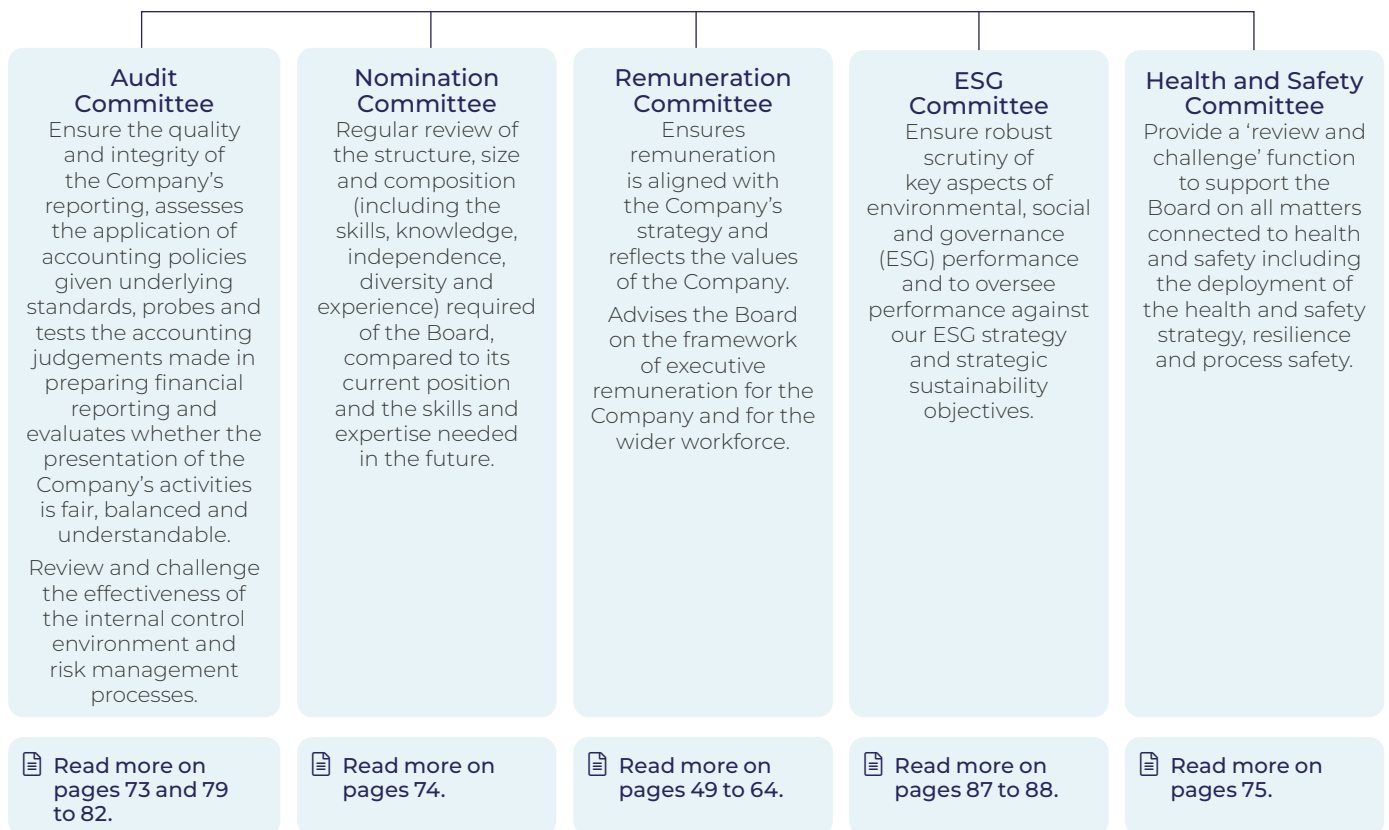 Audit
Committee
Ensure the quality
and integrity of
the Company’s
reporting, assesses
the application of
accounting policies
given underlying
standards, probes and
tests the accounting
judgements made in
preparing financial
reporting and
evaluates whether the
presentation of the
Company’s activities
is fair, balanced and
understandable.
Review and challenge
the effectiveness of
the internal control
environment and
risk management
processes.
Read more on
pages 73 and 79
to 82.
Nomination
Committee
Regular review of
the structure, size
and composition
(including the
skills, knowledge,
independence,
diversity and
experience) required
of the Board,
compared to its
current position
and the skills and
expertise needed
in the future.
Read more on
pages 74.
Remuneration
Committee
Ensures
remuneration
is aligned with
the Company’s
strategy and
reflects the values
of the Company.
Advises the Board
on the framework
of executive
remuneration for the
Company and for the
wider workforce.
Read more on
pages 49 to 64.
ESG
Committee
Ensure robust
scrutiny of
key aspects of
environmental, social
and governance
(ESG) performance
and to oversee
performance against
our ESG strategy
and strategic
sustainability
objectives.
Read more on
pages 87 to 88.
Health and Safety
Committee
Provide a ‘review and
challenge’ function
to support the
Board on all matters
connected to health
and safety including
the deployment of
the health and safety
strategy, resilience
and process safety.
Read more on
pages 75.